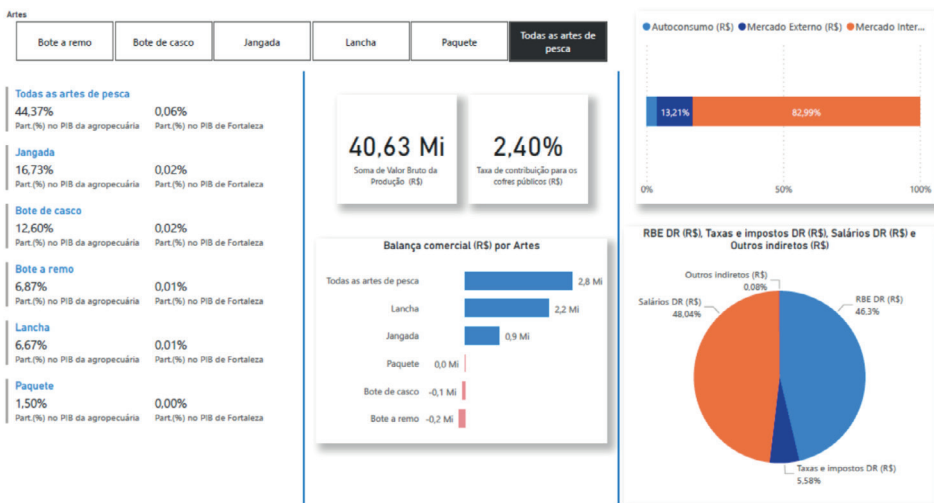 Artes
Bote a remo
Bote de casco
Jangada
Lancha
Paquete
Todas as artes de
pesca
Todas as artes de pesca
44,37% 0,06%
Part.(%) no PIB da agropecuária Part.(%) no PIB de Fortaleza
Jangada
16,73% 0,02%
Part.(%) no PIB da agropecuária Part.(%) no PIB de Fortaleza
Bote de casco
12,60% 0,02%
Part.(%) no PIB da agropecuária Part.(%) no PIB de Fortaleza
Bote a remo
6,87% 0,01%
Part.(%) no PIB da agropecuária Part.(%) no PIB de Fortaleza
Lancha
6,67% 0,01%
Part.(%) no PIB da agropecuária Part.(%) no PIB de Fortaleza
Paquete
1,50% 0,00%
Part.(%) no PIB da agropecuária Part.(%) no PIB de Fortaleza
40,63 Mi
Soma de Valor Bruto da
Produção (R$)
2,40%
Taxa de contribuição para os
cofres públicos (R$)
Balança comercial (R$) por Artes
Todas as artes de pesca 2,8 Mi
Lancha 2,2 Mi
Jangada 0,9 Mi
Paquete 0,0 Mi
Bote de casco -0,1 Mi
Bote a remo -0,2 Mi
Autoconsumo (R$) Mercado Externo (R$) Mercado Inter...
13,21% 82,99%
0% 50% 100%
RBE DR (R$), Taxas e impostos DR (R$), Salários DR (R$) e
Outros indiretos (R$)
Outros indiretos (R$)
0.08%
Salários DR (R$)
48,04%
RBE DR (R$)
46.3%
Taxas e impostos DR (R$)
5.58%